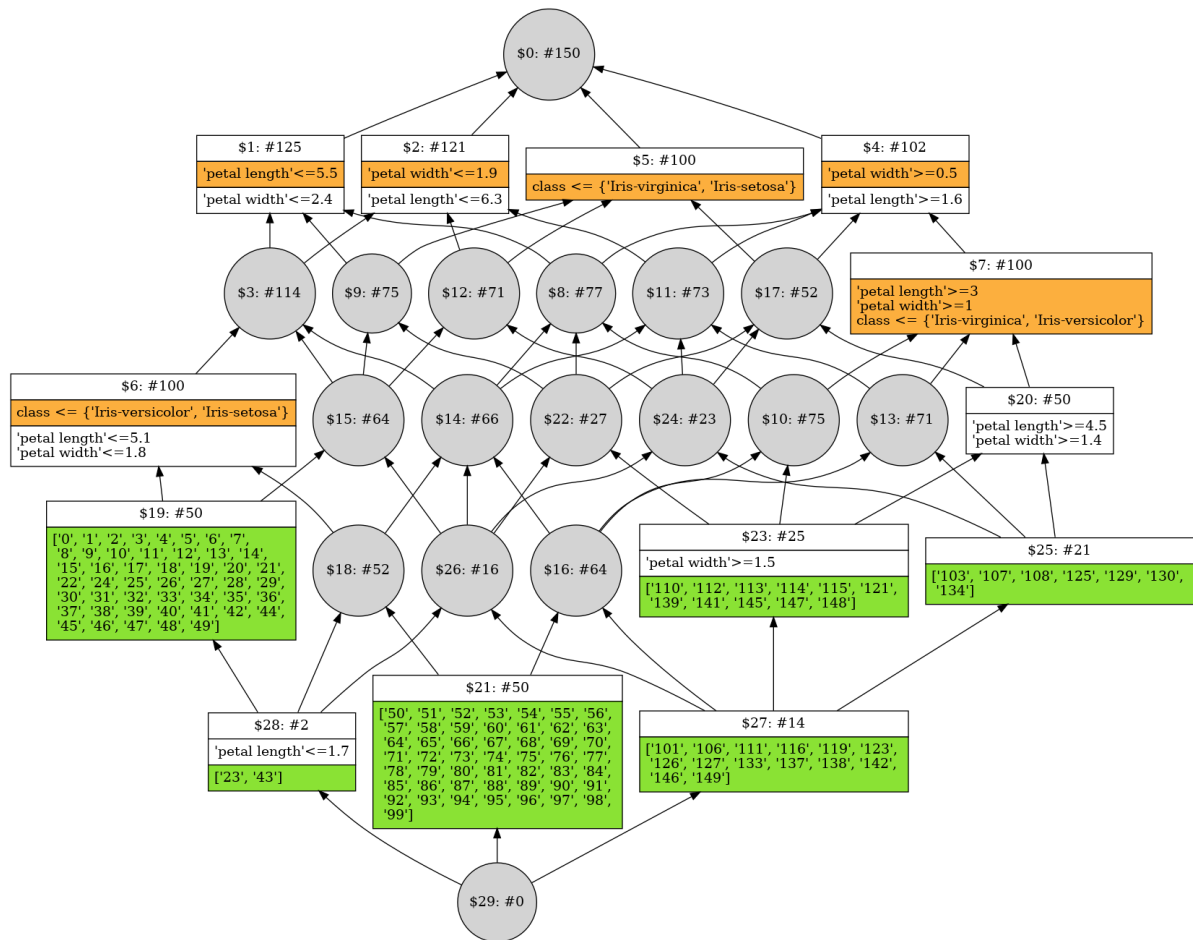 $0: #150
$1: #125
'petal length'<=5.5
'petal width'<=2.4
$2: #121
'petal width'<=1.9
'petal length'<=6.3
$5: #100
class <= {'Iris-virginica', 'Iris-setosa'}
$4: #102
'petal width'>=0.5
'petal length'>=1.6
$3: #114
$9: #75
$12: #71
$8: #77
$11: #73
$17: #52
$7: #100
'petal length'>=3
'petal width'>=1
class <= {'Iris-virginica', 'Iris-versicolor'}
$6: #100
class <= {'Iris-versicolor', 'Iris-setosa'}
'petal length'<=5.1
'petal width'<=1.8
$15: #64
$14: #66
$22: #27
$24: #23
$10: #75
$13: #71
$20: #50
'petal length'>=4.5
'petal width'>=1.4
$19: #50
['0', '1', '2', '3', '4', '5', '6', '7',
'8', '9', '10', '11', '12', '13', '14',
'15', '16', '17', '18', '19', '20', '21',
'22', '24', '25', '26', '27', '28', '29',
'30', '31', '32', '33', '34', '35', '36',
'37', '38', '39', '40', '41', '42', '44',
'45', '46', '47', '48', '49']
$18: #52
$26: #16
$16: #64
$23: #25
'petal width'>=1.5
['110', '112', '113', '114', '115', '121',
'139', '141', '145', '147', '148']
$25: #21
['103', '107', '108', '125', '129', '130',
'134']
$28: #2
'petal length'<=1.7
['23', '43']
$21: #50
['50', '51', '52', '53', '54', '55', '56',
'57', '58', '59', '60', '61', '62', '63',
'64', '65', '66', '67', '68', '69', '70',
'71', '72', '73', '74', '75', '76', '77',
'78', '79', '80', '81', '82', '83', '84',
'85', '86', '87', '88', '89', '90', '91',
'92', '93', '94', '95', '96', '97', '98',
'99']
$27: #14
['101', '106', '111', '116', '119', '123',
'126', '127', '133', '137', '138', '142',
'146', '149']
$29: #0